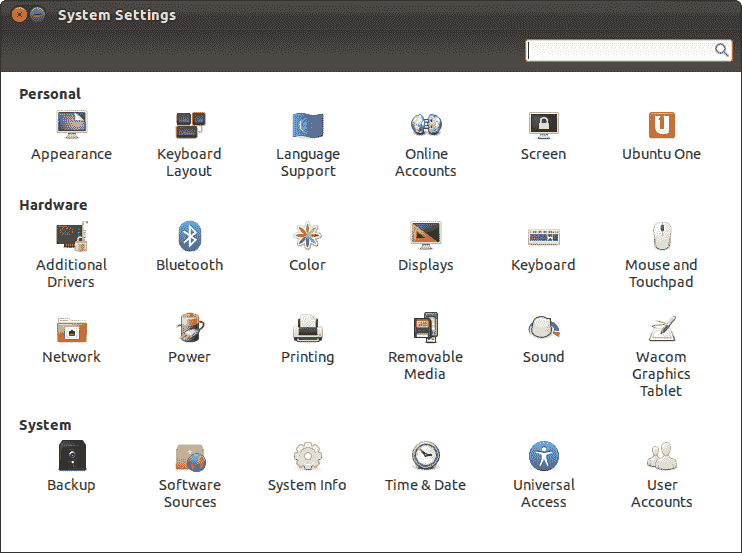 System Settings
Personal
Appearance
Keyboard
Layout
Language
Support
Online
Accounts
Screen
Ubuntu One
Hardware
Additional
Drivers
Bluetooth
Color
Displays
Keyboard
Mouse and
Touchpad
Network
Power
Printing
Removable
Media
Sound
Wacom
Graphics
Tablet
System
Backup
Software
Sources
System Info
Time & Date
Universal
Access
User
Accounts